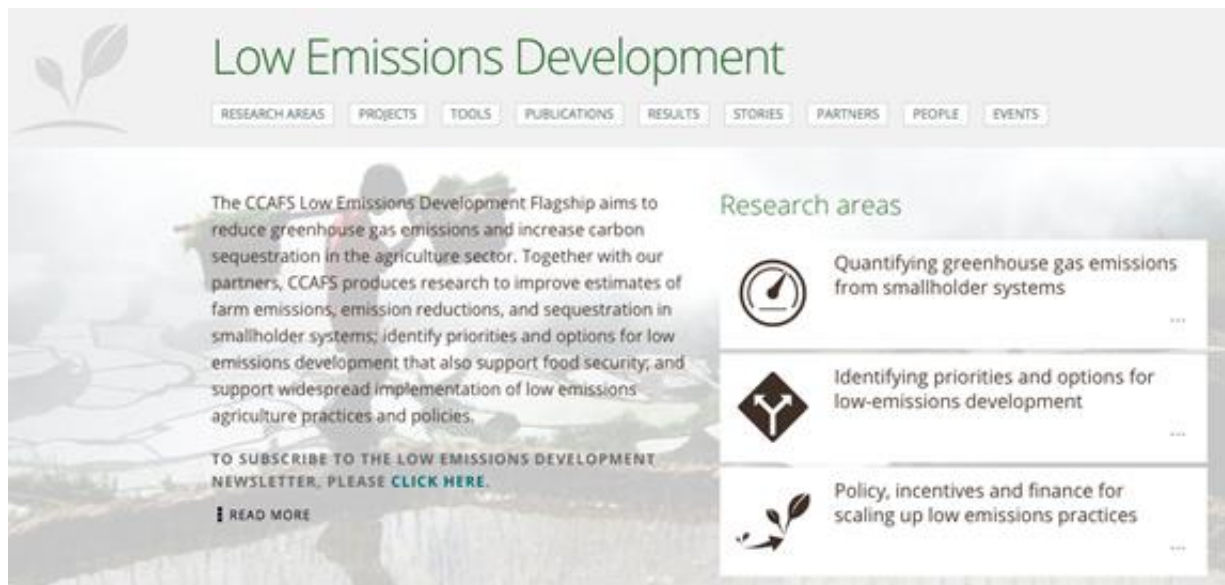 Low Emissions Development
RESEARCH AREAS PROJECTS TOOLS PUBLICATIONS RESULTS STORIES PARTNERS PEOPLE EVENTS
The CCAFS Low Emissions Development Flagship aims to
reduce greenhouse gas emissions and increase carbon
sequestration in the agriculture sector. Together with our
partners, CCAFS produces research to improve estimates of
farm emissions, emission reductions, and sequestration in
smallholder systems; identify priorities and options for low
emissions development that also support food security; and
support widespread implementation of low emissions
agriculture practices and policies.
TO SUBSCRIBE TO THE LOW EMISSIONS DEVELOPMENT
NEWSLETTER, PLEASE CLICK HERE.
READ MORE
Research areas
Quantifying greenhouse gas emissions
from smallholder systems
...
Identifying priorities and options for
low-emissions development
...
Policy, incentives and finance for
scaling up low emissions practices
...